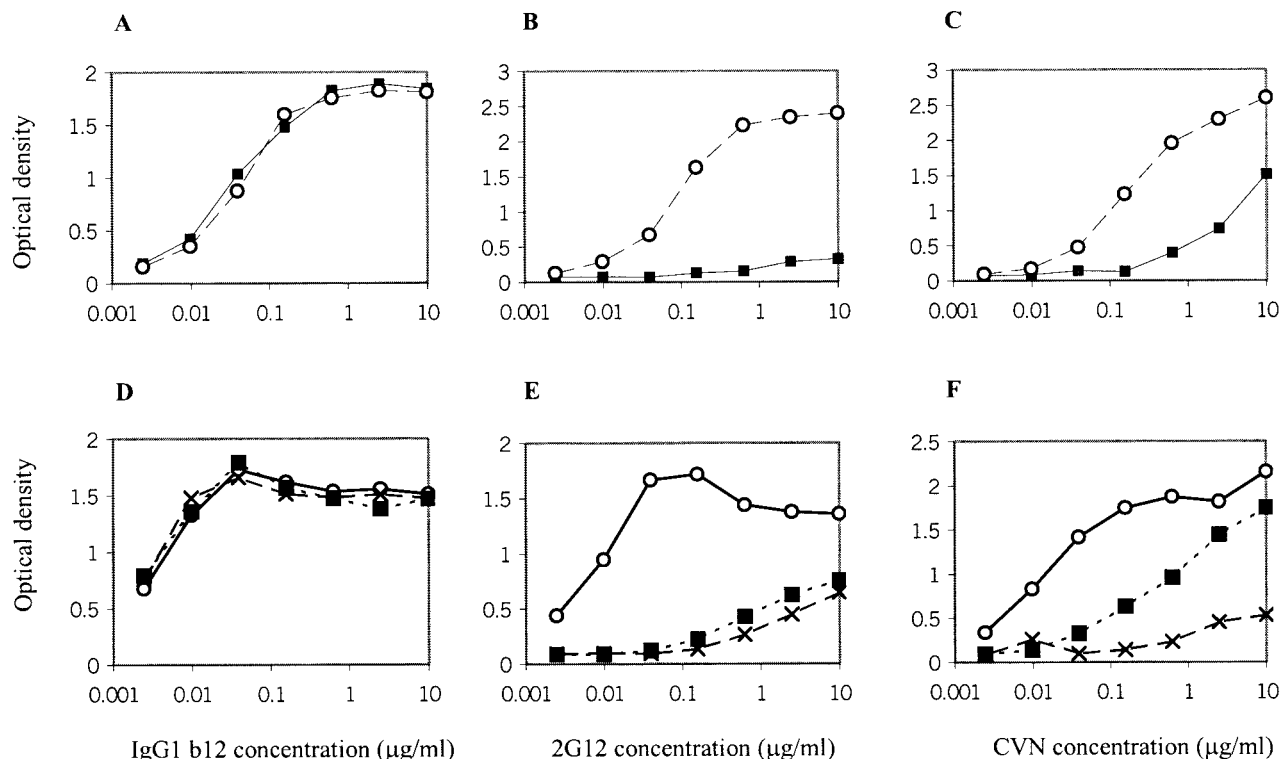 A
B
C
Optical density
2
1.5
1
0.5
0
0.001 0.01 0.1 1 10
3
2.5
2
1.5
1
0.5
0
0.001 0.01 0.1 1 10
3
2.5
2
1.5
1
0.5
0
0.001 0.01 0.1 1 10
D
E
F
Optical density
2
1.5
1
0.5
0
0.001 0.01 0.1 1 10
2
1.5
1
0.5
0
0.001 0.01 0.1 1 10
2.5
2
1.5
1
0.5
0
0.001 0.01 0.1 1 10
IgG1 b12 concentration (µg/ml)
2G12 concentration (µg/ml)
CVN concentration (µg/ml)